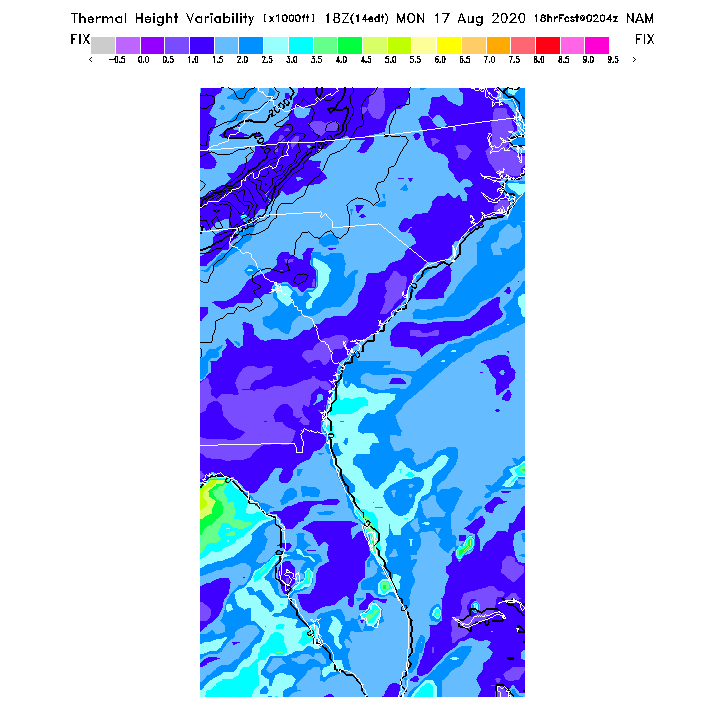 Thermal Height Variability [x1000ft] 18Z(14edt) MON 17 Aug 2020 18hrFcst@0204z NAM
FIX FIX
< -0.5 0.0 0.5 1.5 2.0 2.5 3.0 3.5 4.0 4.5 5.0 5.5 6.0 6.5 7.0 7.5 8.0 8.5 9.0 9.5 >
2000